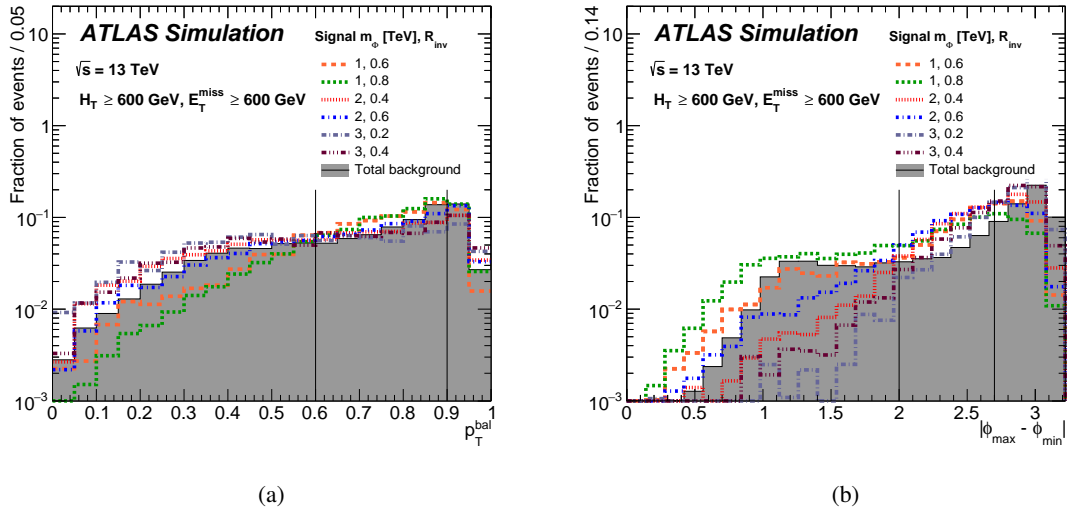 ATLAS Simulation
√s = 13 TeV
H_T ≥ 600 GeV, E_T^miss ≥ 600 GeV
Signal m_Φ [TeV], R_inv
1, 0.6
1, 0.8
2, 0.4
2, 0.6
3, 0.2
3, 0.4
Total background
Fraction of events / 0.05
10
1
10⁻¹
10⁻²
10⁻³
0 0.1 0.2 0.3 0.4 0.5 0.6 0.7 0.8 0.9 1
p_T^bal
(a)
ATLAS Simulation
√s = 13 TeV
H_T ≥ 600 GeV, E_T^miss ≥ 600 GeV
Signal m_Φ [TeV], R_inv
1, 0.6
1, 0.8
2, 0.4
2, 0.6
3, 0.2
3, 0.4
Total background
Fraction of events / 0.14
10
1
10⁻¹
10⁻²
10⁻³
0 0.5 1 1.5 2 2.5 3
|ϕ_max - ϕ_min|
(b)